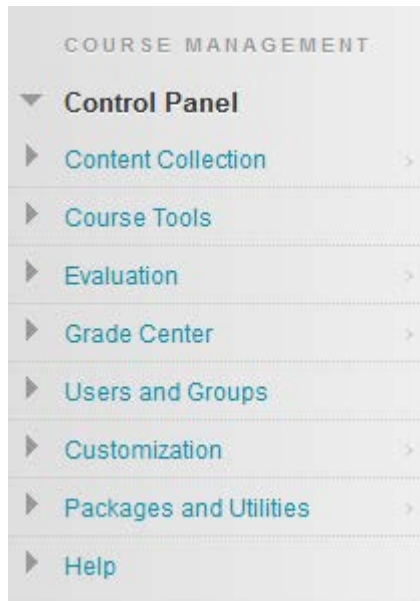 COURSE MANAGEMENT
Control Panel
Content Collection
Course Tools
Evaluation
Grade Center
Users and Groups
Customization
Packages and Utilities
Help